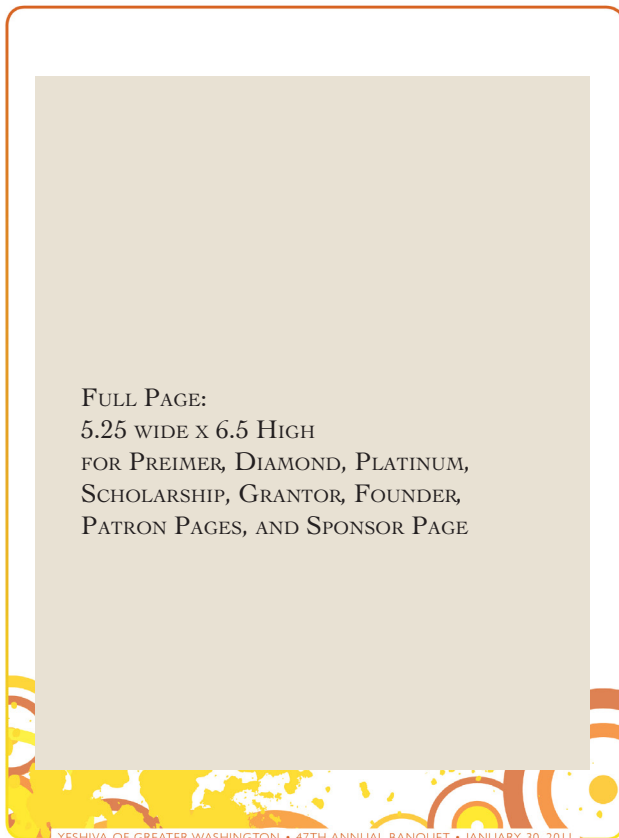 Full Page:
5.25 wide x 6.5 High
for Preimer, Diamond, Platinum,
Scholarship, Grantor, Founder,
Patron Pages, and Sponsor Page
YESHIVA OF GREATER WASHINGTON • 47TH ANNUAL BANQUET • JANUARY 30, 2011